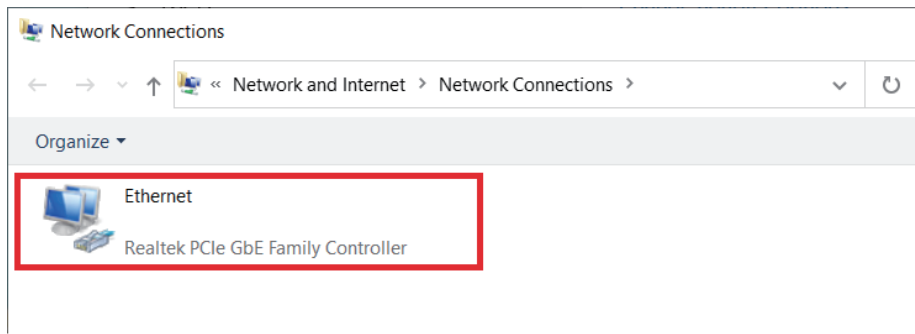 Network Connections
« Network and Internet > Network Connections >
Organize
Ethernet
Realtek PCIe GbE Family Controller